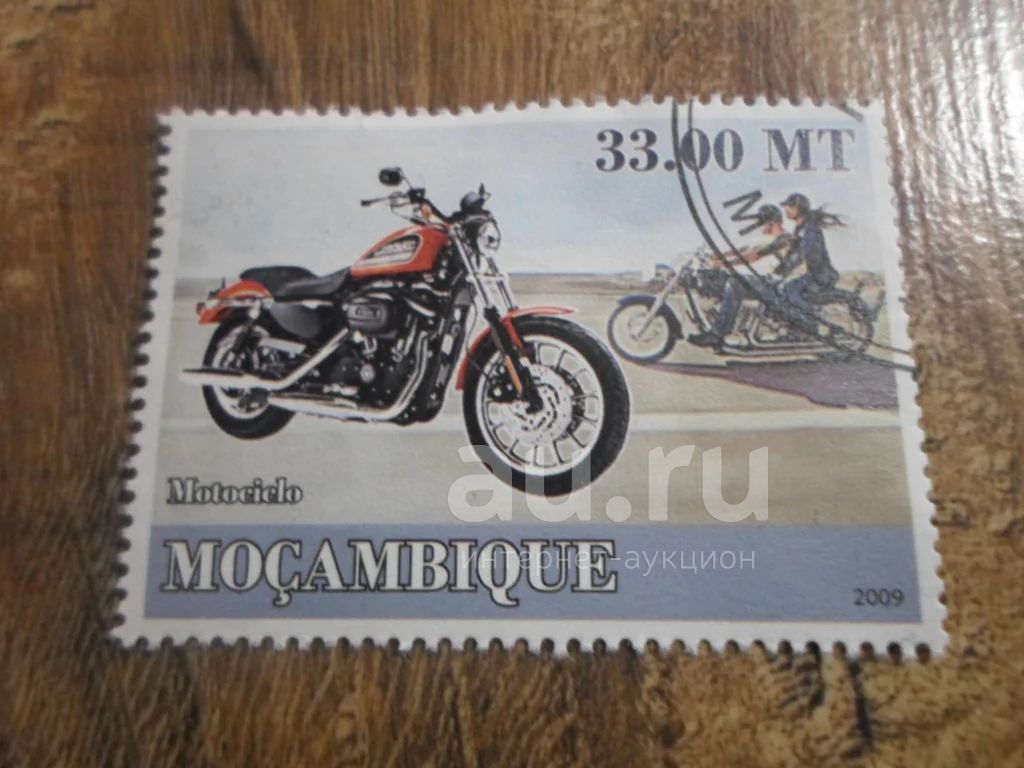 33.00 MT
M
Motociclo
au.ru
интернет-аукцион
MOÇAMBIQUE
2009